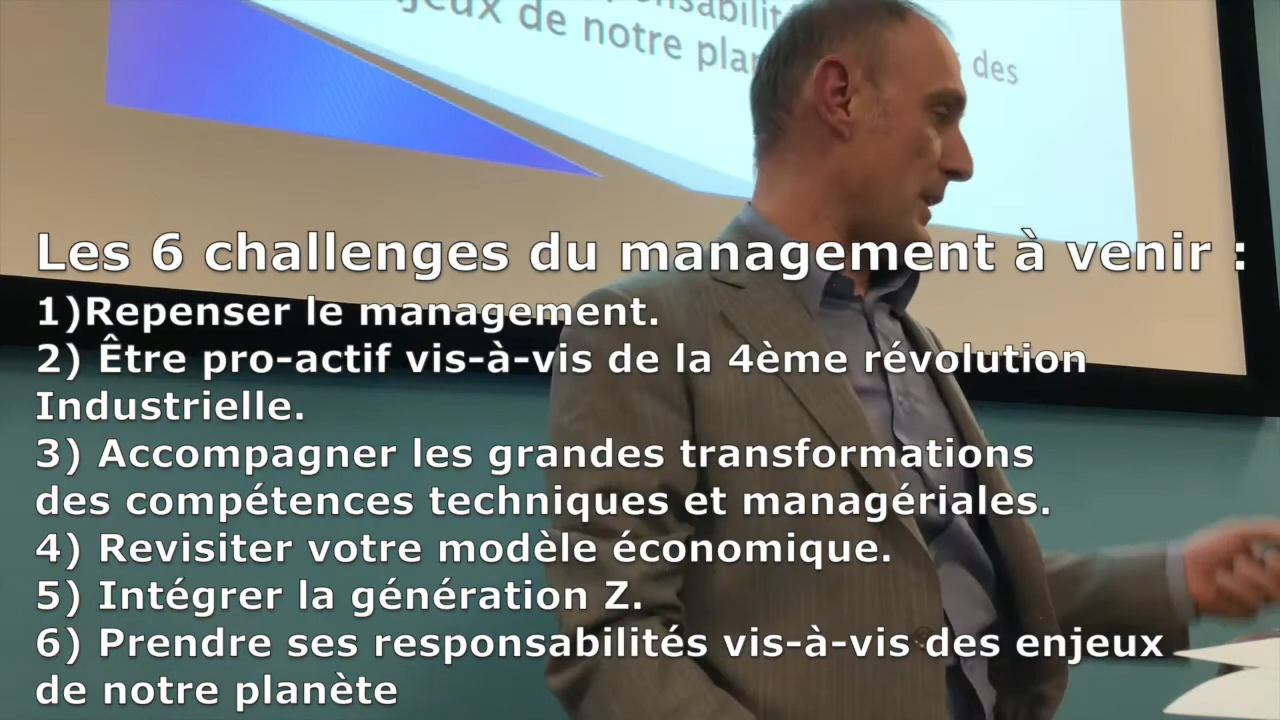 jeux de notre
des
Les 6 challenges du management à venir :
1)Repenser le management.
2) Être pro-actif vis-à-vis de la 4ème révolution
Industrielle.
3) Accompagner les grandes transformations
des compétences techniques et managériales.
4) Revisiter votre modèle économique.
5) Intégrer la génération Z.
6) Prendre ses responsabilités vis-à-vis des enjeux
de notre planète